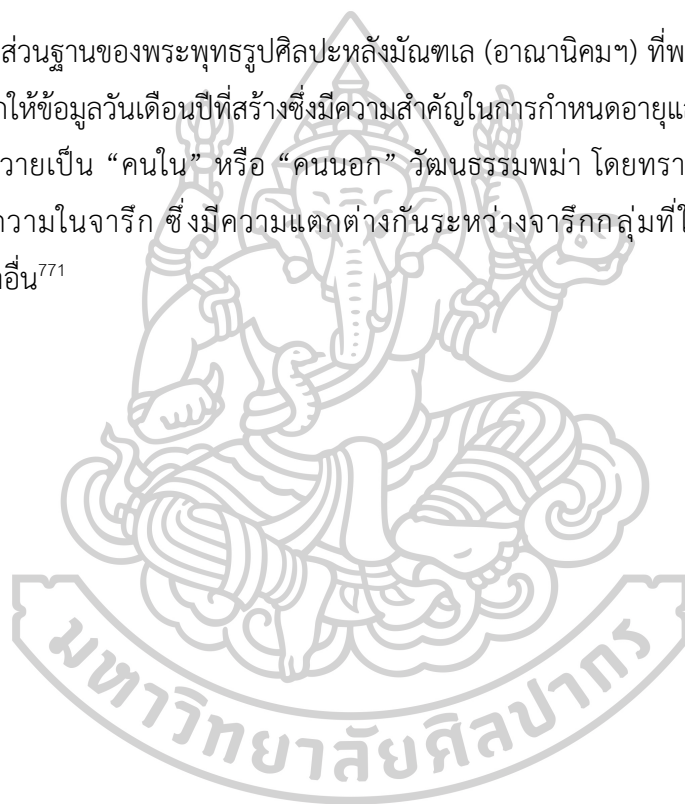 ส่วนฐานของพระพุทธรูปศิลปะหลังมัณฑเล (อาณานิคมฯ) ที่พ
ให้ข้อมูลวันเดือนปีที่สร้างซึ่งมีความสำคัญในการกำหนดอายุแ
วายเป็น “คนใน” หรือ “คนนอก” วัฒนธรรมพม่า โดยทรา
ความในจารึก ซึ่งมีความแตกต่างกันระหว่างจารึกกลุ่มที่ใ
อื่น771
มหาวิทยาลัยศิลปากร